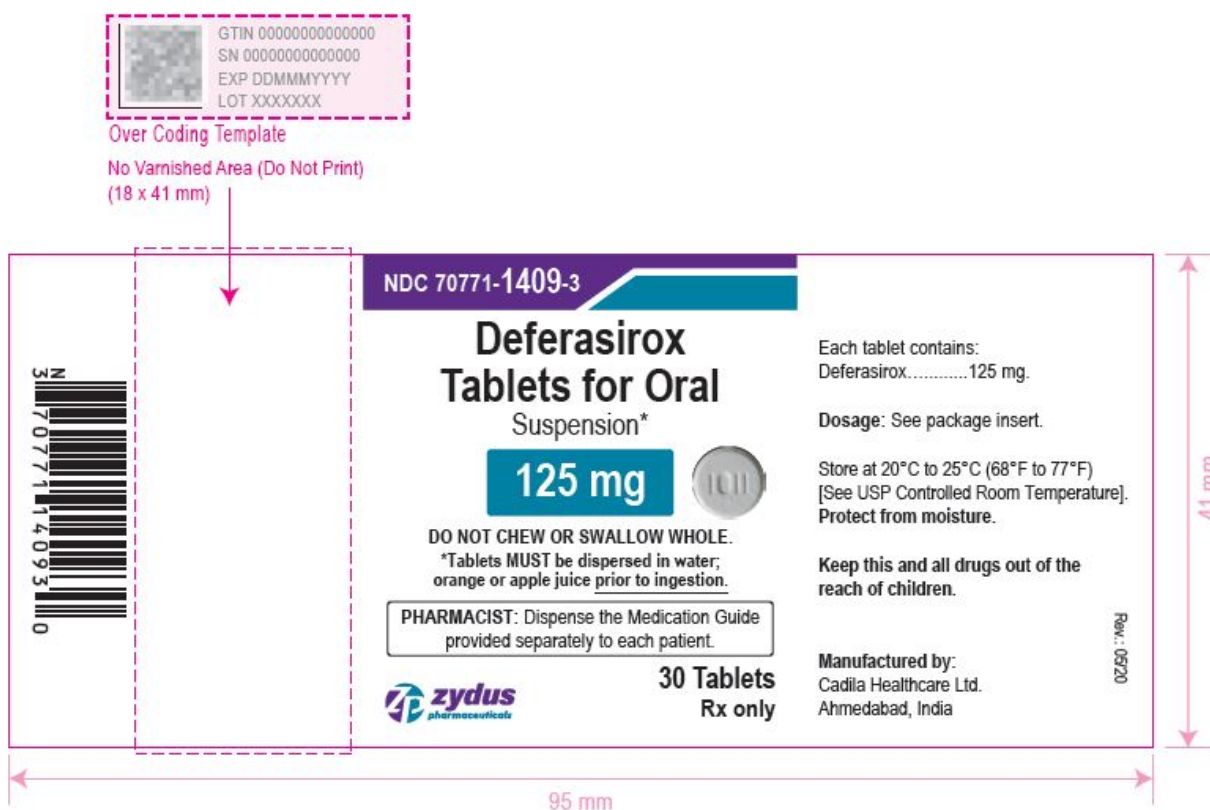 GTIN 00000000000000
SN 00000000000000
EXP DDMMMYYYY
LOT XXXXXXX
Over Coding Template
No Varnished Area (Do Not Print)
(18 x 41 mm)
N
3 70771 14093 0
NDC 70771-1409-3
Deferasirox
Tablets for Oral
Suspension*
125 mg
DO NOT CHEW OR SWALLOW WHOLE.
*Tablets MUST be dispersed in water;
orange or apple juice prior to ingestion.
PHARMACIST: Dispense the Medication Guide
provided separately to each patient.
zydus
pharmaceuticals
30 Tablets
Rx only
Each tablet contains:
Deferasirox............125 mg.
Dosage: See package insert.
Store at 20°C to 25°C (68°F to 77°F)
[See USP Controlled Room Temperature].
Protect from moisture.
Keep this and all drugs out of the
reach of children.
Manufactured by:
Cadila Healthcare Ltd.
Ahmedabad, India
Rev.: 05/20
41 mm
95 mm